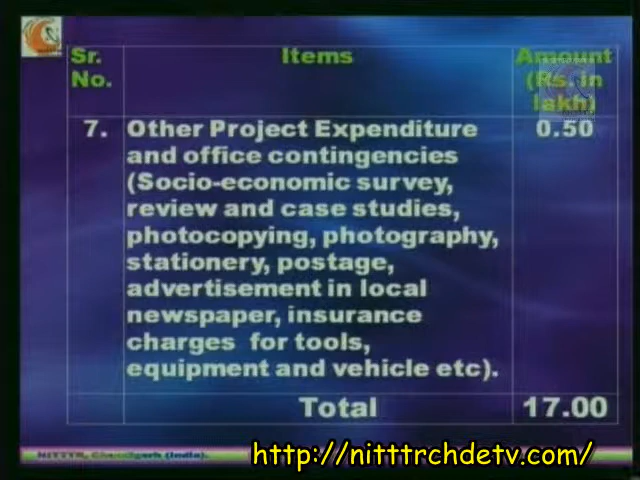 Sr. No.
Items
Amount (Rs. in lakh)
7.
Other Project Expenditure
and office contingencies
(Socio-economic survey,
review and case studies,
photocopying, photography,
stationery, postage,
advertisement in local
newspaper, insurance
charges for tools,
equipment and vehicle etc).
0.50
Total
17.00
NITTTR, Chandigarh (India).
http://nitttrchdetv.com/